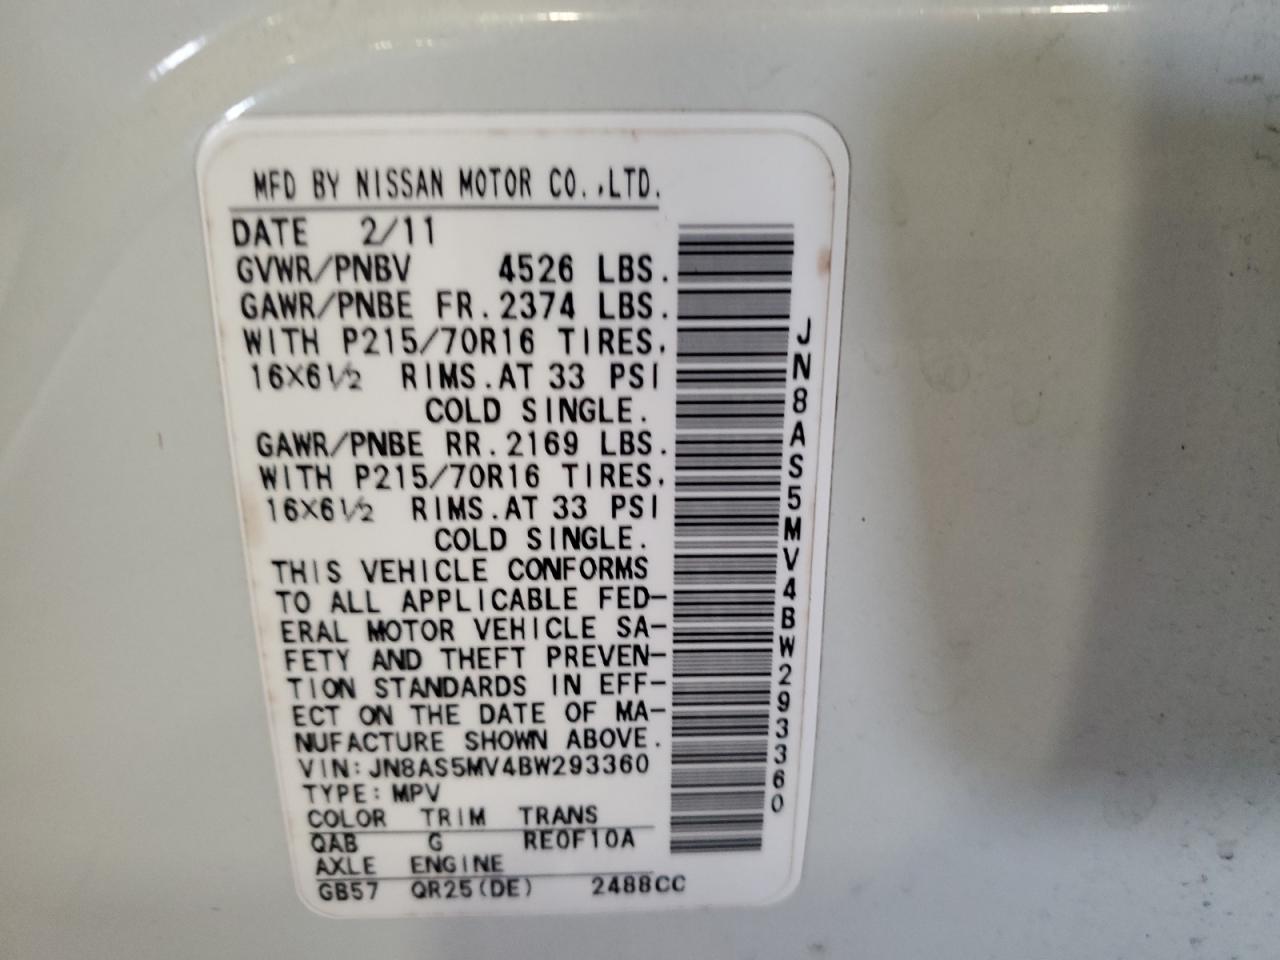 MFD BY NISSAN MOTOR CO.,LTD.
DATE 2/11
GVWR/PNBV 4526 LBS.
GAWR/PNBE FR.2374 LBS.
WITH P215/70R16 TIRES.
16X6½ RIMS.AT 33 PSI
COLD SINGLE.
GAWR/PNBE RR.2169 LBS.
WITH P215/70R16 TIRES.
16X6½ RIMS.AT 33 PSI
COLD SINGLE.
THIS VEHICLE CONFORMS
TO ALL APPLICABLE FED-
ERAL MOTOR VEHICLE SA-
FETY AND THEFT PREVEN-
TION STANDARDS IN EFF-
ECT ON THE DATE OF MA-
NUFACTURE SHOWN ABOVE.
VIN:JN8AS5MV4BW293360
TYPE:MPV
COLOR TRIM TRANS
QAB G RE0F10A
AXLE ENGINE
GB57 QR25(DE) 2488CC
JN8AS5MV4BW293360